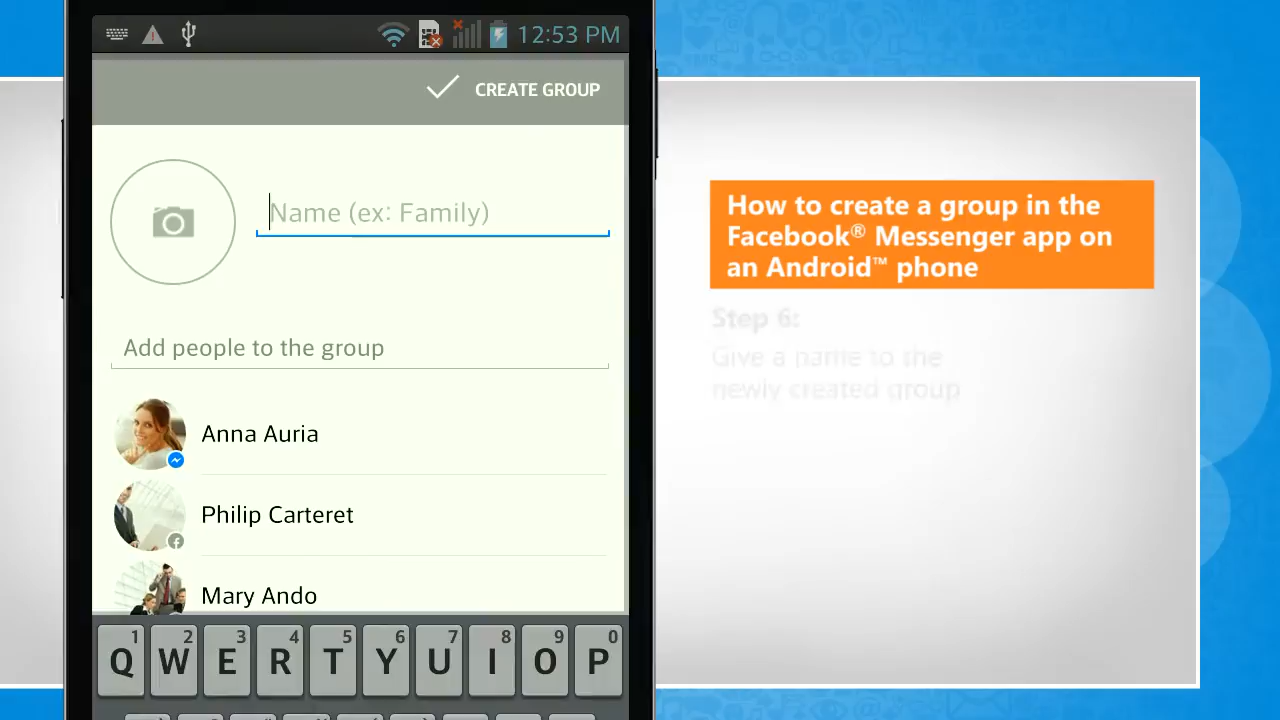 12:53 PM
CREATE GROUP
Name (ex: Family)
Add people to the group
Anna Auria
Philip Carteret
Mary Ando
1 2 3 4 5 6 7 8 9 0
Q W E R T Y U I O P
How to create a group in the
Facebook® Messenger app on
an Android™ phone
Step 6:
Give a name to the
newly created group